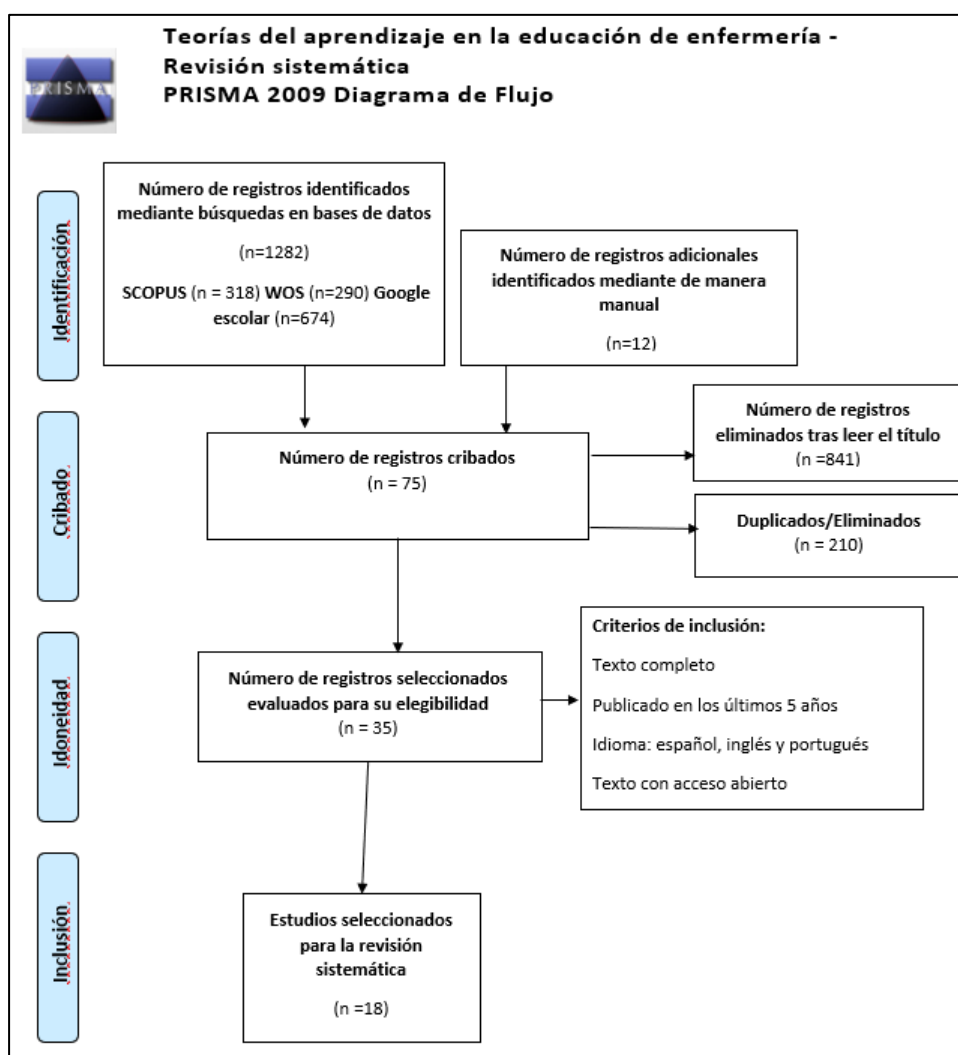 Teorías del aprendizaje en la educación de enfermería -
Revisión sistemática
PRISMA 2009 Diagrama de Flujo
PRISMA
Identificación
Número de registros identificados
mediante búsquedas en bases de datos
(n=1282)
SCOPUS (n = 318) WOS (n=290) Google
escolar (n=674)
Número de registros adicionales
identificados mediante de manera
manual
(n=12)
Cribado
Número de registros cribados
(n = 75)
Número de registros
eliminados tras leer el título
(n =841)
Duplicados/Eliminados
(n = 210)
Idoneidad
Número de registros seleccionados
evaluados para su elegibilidad
(n = 35)
Criterios de inclusión:
Texto completo
Publicado en los últimos 5 años
Idioma: español, inglés y portugués
Texto con acceso abierto
Inclusión
Estudios seleccionados
para la revisión
sistemática
(n =18)